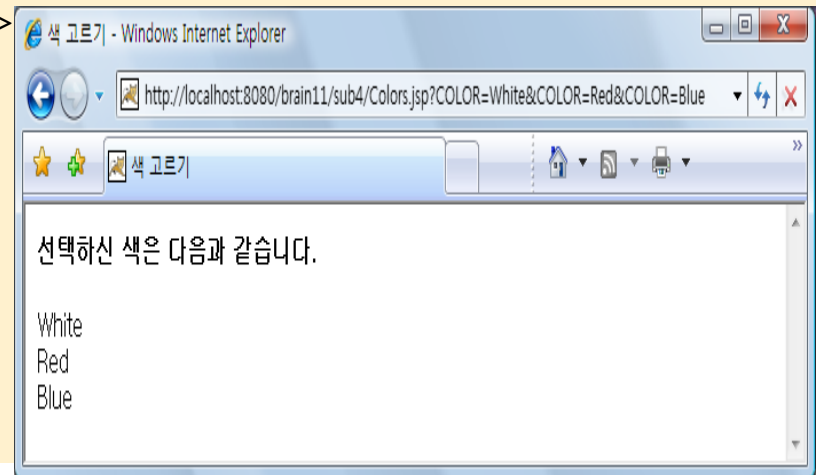 >
색 고르기 - Windows Internet Explorer
http://localhost:8080/brain11/sub4/Colors.jsp?COLOR=White&COLOR=Red&COLOR=Blue
색 고르기
선택하신 색은 다음과 같습니다.
White
Red
Blue